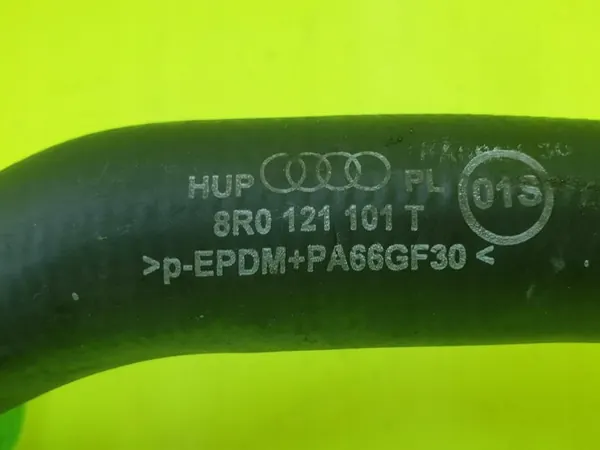 HUP PL 01S
8R0 121 101 T
>p-EPDM+PA66GF30<